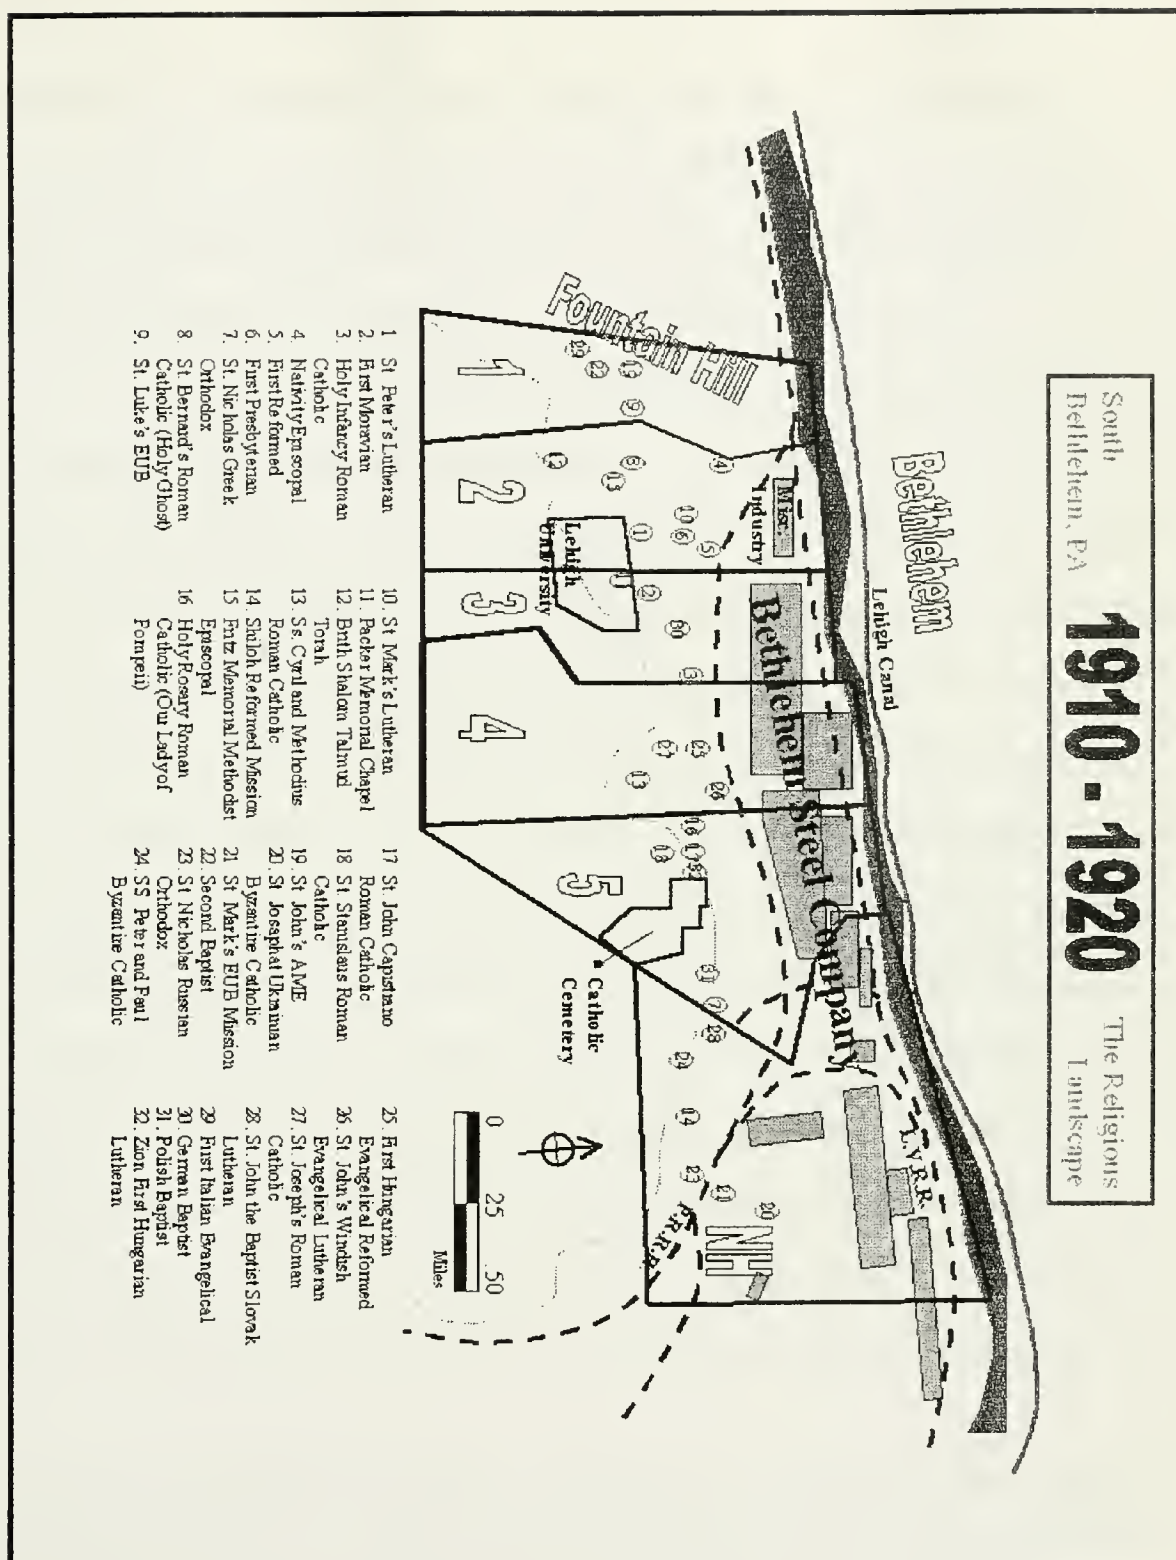 South
Bethlehem, PA
1910 - 1920
The Religious
Landscape
Bethlehem
Lehigh Canal
Fountain Hill
Misc.
Industry
Bethlehem Steel Company
L.V.R.R.
P.R.R.R.
Lehigh
University
Catholic
Cemetery
NH
1
2
3
4
5
0
.25
.50
Miles
1 St Peter's Lutheran
2. First Moravian
3. Holy Infancy Roman
Catholic
4. Nativity Episcopal
5. First Reformed
6. First Presbyterian
7. St. Nicholas Greek
Orthodox
8. St Bernard's Roman
Catholic (Holy Ghost)
9. St. Luke's EUB
10. St Mark's Lutheran
11. Packer Memorial Chapel
12. Brith Shalom Talmud
Torah
13. Ss. Cyril and Methodius
Roman Catholic
14. Shiloh Reformed Mission
15. Fritz Memorial Methodist
Episcopal
16 Holy Rosary Roman
Catholic (Our Lady of
Pompeii)
17. St. John Capistrano
Roman Catholic
18 St. Stanislaus Roman
Catholic
19. St John's AME
20. St Josaphat Ukrainian
Byzantine Catholic
21 St Mark's EUB Mission
22. Second Baptist
23. St Nicholas Russian
Orthodox
24. SS Peter and Paul
Byzantine Catholic
25. First Hungarian
Evangelical Reformed
26. St. John's Windish
Evangelical Lutheran
27. St Joseph's Roman
Catholic
28. St. John the Baptist Slovak
Lutheran
29 First Italian Evangelical
30 German Baptist
31. Polish Baptist
32. Zion First Hungarian
Lutheran